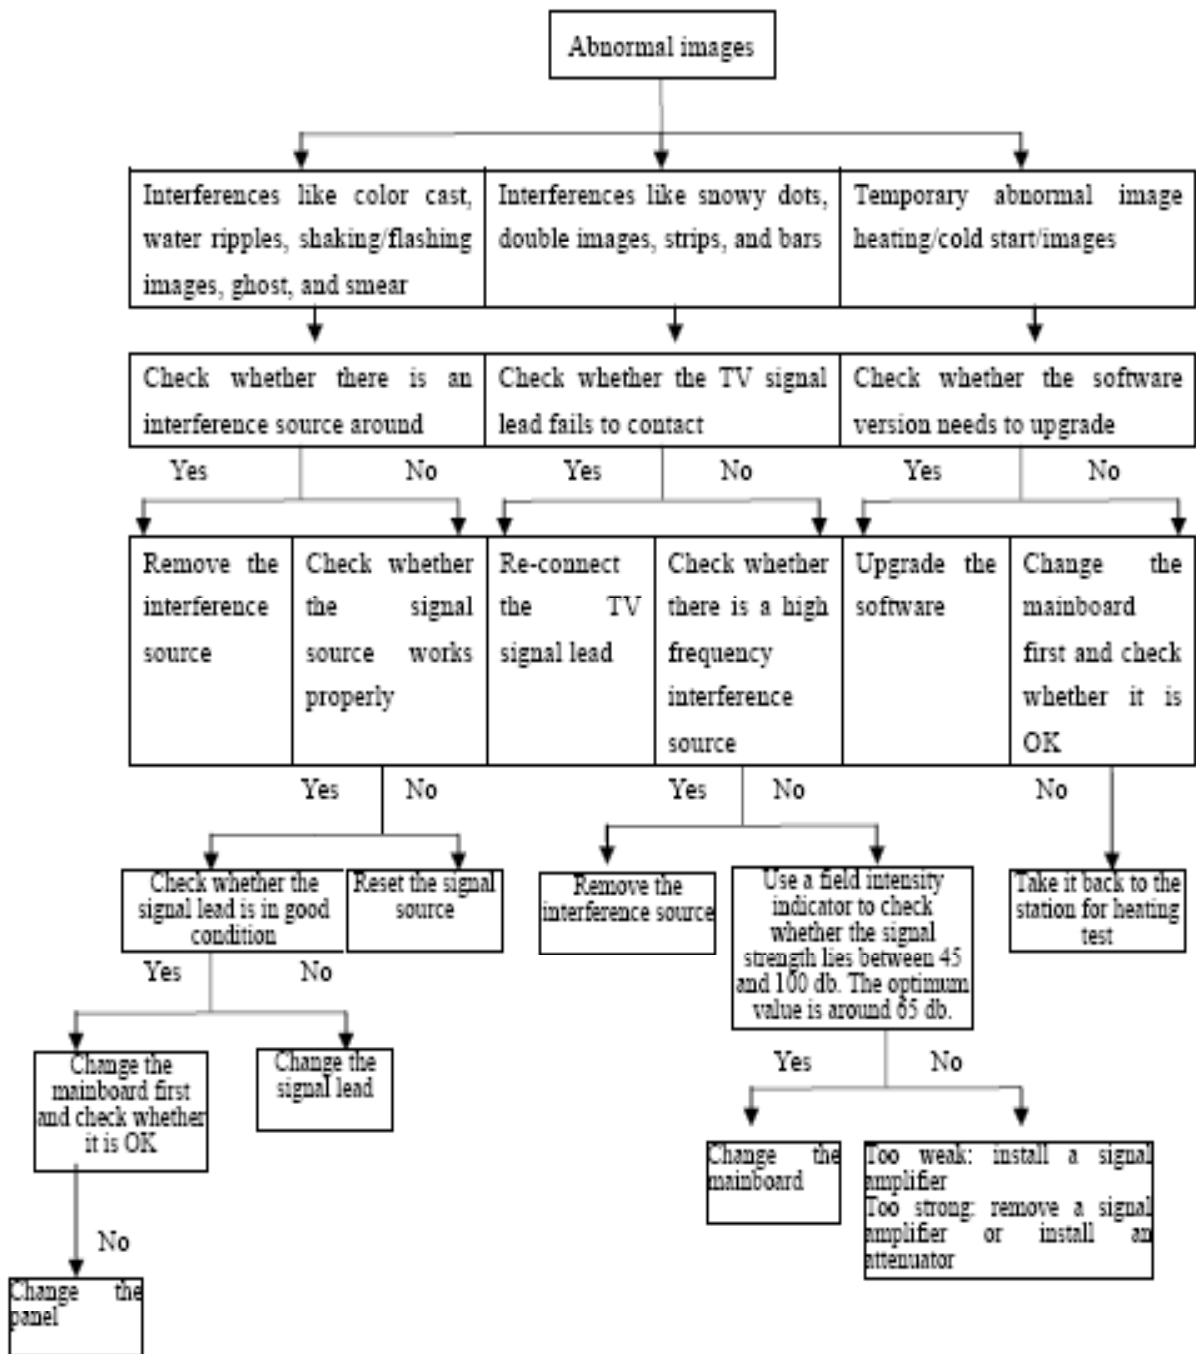 Abnormal images
Interferences like color cast,
water ripples, shaking/flashing
images, ghost, and smear
Interferences like snowy dots,
double images, strips, and bars
Temporary abnormal image
heating/cold start/images
Check whether there is an
interference source around
Check whether the TV signal
lead fails to contact
Check whether the software
version needs to upgrade
Yes
No
Yes
No
Yes
No
Remove the
interference
source
Check whether
the signal
source works
properly
Re-connect
the TV
signal lead
Check whether
there is a high
frequency
interference
source
Upgrade the
software
Change the
mainboard
first and check
whether it is
OK
Yes
No
Yes
No
No
Check whether the
signal lead is in good
condition
Reset the signal
source
Remove the
interference source
Use a field intensity
indicator to check
whether the signal
strength lies between 45
and 100 db. The optimum
value is around 65 db.
Take it back to the
station for heating
test
Yes
No
Change the
mainboard first
and check whether
it is OK
Change the
signal lead
Yes
No
Change the
mainboard
Too weak: install a signal
amplifier
Too strong: remove a signal
amplifier or install an
attenuator
No
Change the
panel